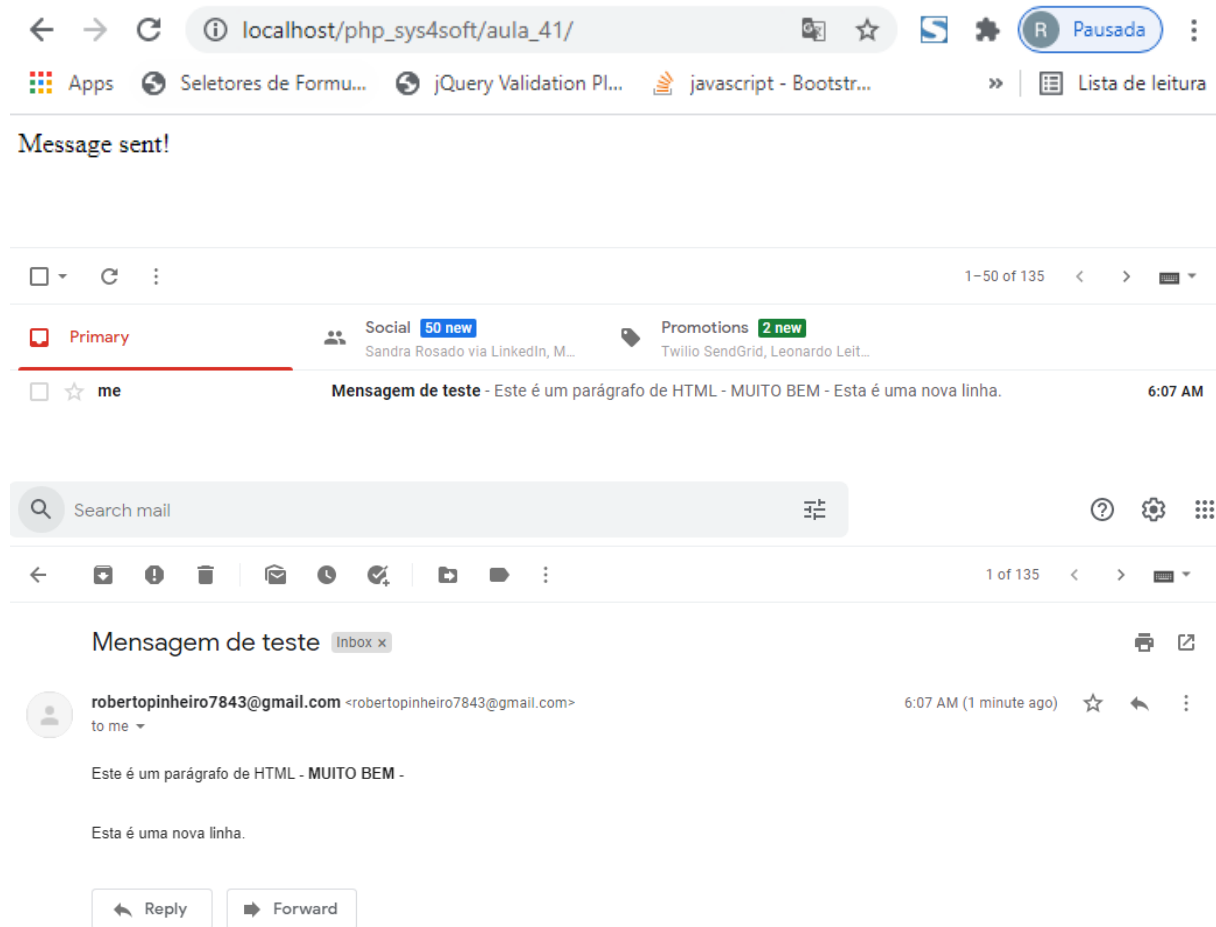 localhost/php_sys4soft/aula_41/
R Pausada
Apps Seletores de Formu... jQuery Validation Pl... javascript - Bootstr... » Lista de leitura
Message sent!
1–50 of 135
Primary
Social 50 new
Sandra Rosado via LinkedIn, M...
Promotions 2 new
Twilio SendGrid, Leonardo Leit...
me Mensagem de teste - Este é um parágrafo de HTML - MUITO BEM - Esta é uma nova linha. 6:07 AM
Search mail
1 of 135
Mensagem de teste Inbox x
robertopinheiro7843@gmail.com <robertopinheiro7843@gmail.com> 6:07 AM (1 minute ago)
to me
Este é um parágrafo de HTML - MUITO BEM -
Esta é uma nova linha.
Reply Forward